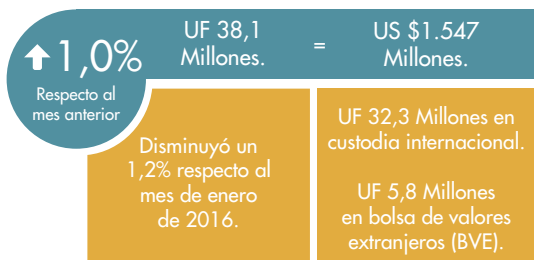 1,0%
Respecto al
mes anterior
UF 38,1
Millones.
=
US $1.547
Millones.
Disminuyó un
1,2% respecto al
mes de enero
de 2016.
UF 32,3 Millones en
custodia internacional.
UF 5,8 Millones
en bolsa de valores
extranjeros (BVE).